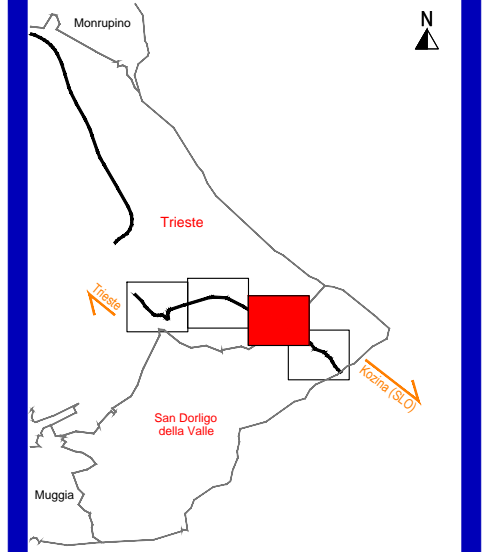 Monrupino
N
Trieste
Trieste
Kozina (SLO)
San Dorligo
della Valle
Muggia